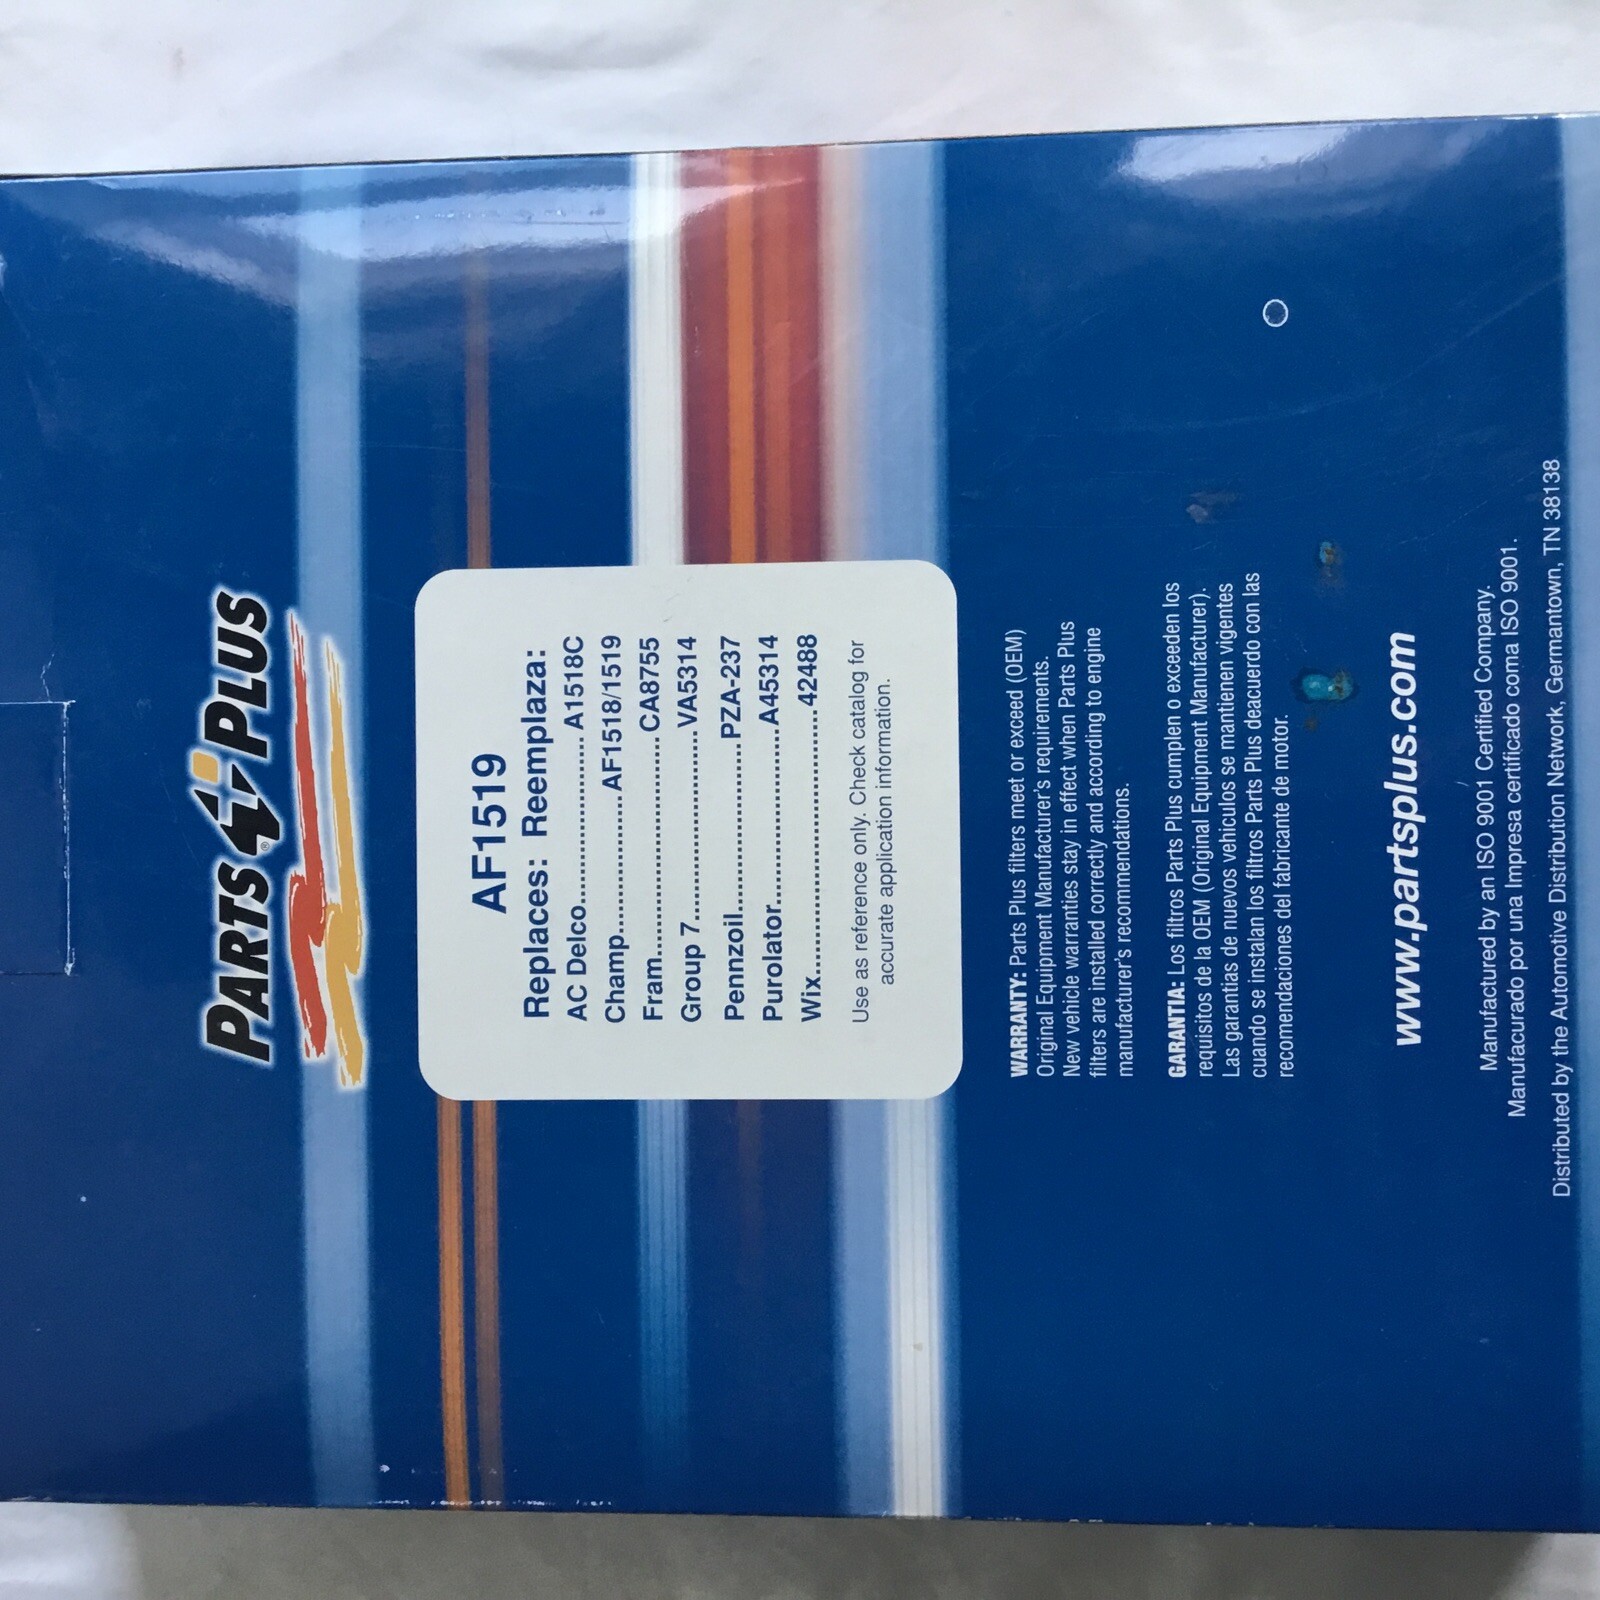 PARTS PLUS
®
AF1519
Replaces: Reemplaza:
AC Delco.......................A1518C
Champ....................AF1518/1519
Fram............................CA8755
Group 7.......................VA5314
Pennzoil......................PZA-237
Purolator.......................A45314
Wix..................................42488
Use as reference only. Check catalog for
accurate application information.
WARRANTY: Parts Plus filters meet or exceed (OEM)
Original Equipment Manufacturer's requirements.
New vehicle warranties stay in effect when Parts Plus
filters are installed correctly and according to engine
manufacturer's recommendations.
GARANTIA: Los filtros Parts Plus cumplen o exceeden los
requisitos de la OEM (Original Equipment Manufacturer).
Las garantias de nuevos vehiculos se mantienen vigentes
cuando se instalan los filtros Parts Plus deacuerdo con las
recomendaciones del fabricante de motor.
www.partsplus.com
Manufactured by an ISO 9001 Certified Company.
Manufacurado por una Impresa certificado coma ISO 9001.
Distributed by the Automotive Distribution Network, Germantown, TN 38138